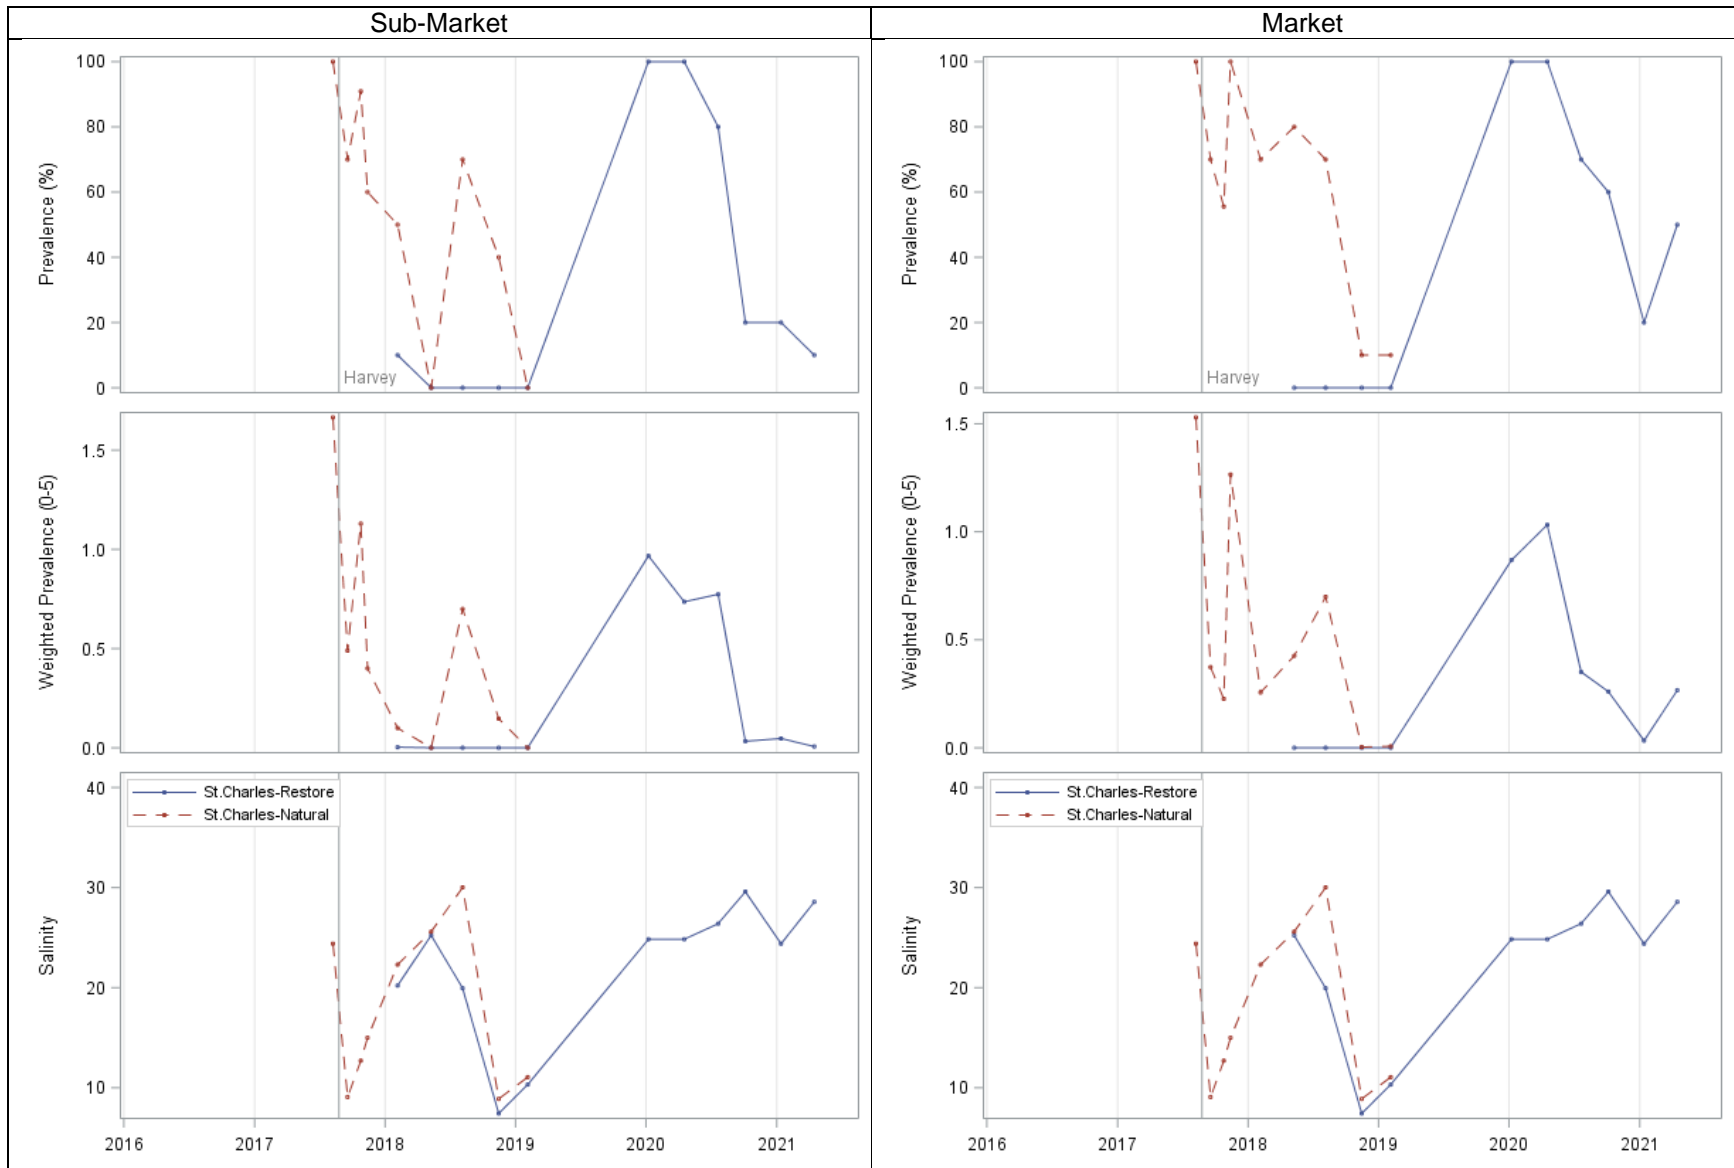 Sub-Market
Market
100
80
60
40
20
0
Prevalence (%)
Harvey
100
80
60
40
20
0
Prevalence (%)
Harvey
1.5
1.0
0.5
0.0
Weighted Prevalence (0-5)
1.5
1.0
0.5
0.0
Weighted Prevalence (0-5)
40
30
20
10
Salinity
St.Charles-Restore
St.Charles-Natural
2016 2017 2018 2019 2020 2021
40
30
20
10
Salinity
St.Charles-Restore
St.Charles-Natural
2016 2017 2018 2019 2020 2021